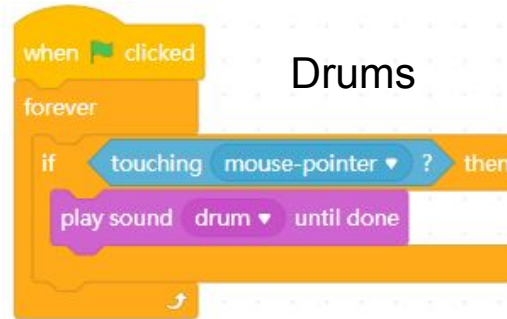 when clicked
Drums
forever
if touching mouse-pointer ? then
play sound drum until done